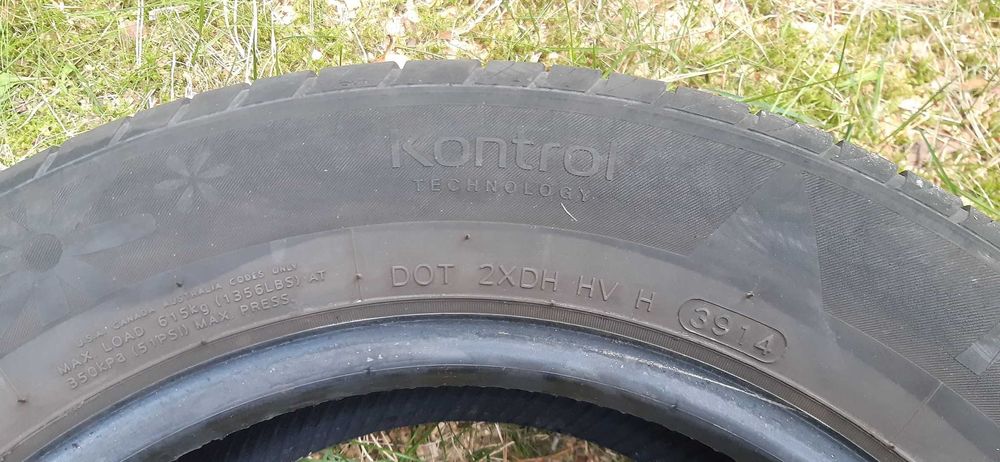 Kontrol
TECHNOLOGY
U.S.A. CANADA AUSTRALIA CODES ONLY
MAX LOAD 615kg (1356LBS) AT
350kPa (51PSI) MAX. PRESS.
DOT 2XDH HV H 3914